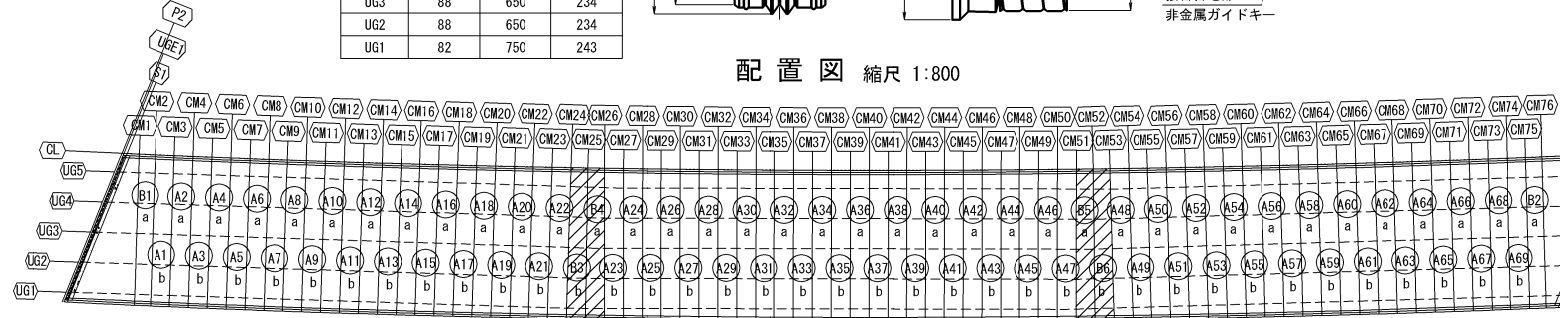 UG3 88 650 234
UG2 88 650 234
UG1 82 750 243
非金属ガイドキー
配置図 縮尺 1:800
P2
UGE1
S1
CM2 CM4 CM6 CM8 CM10 CM12 CM14 CM16 CM18 CM20 CM22 CM24 CM26 CM28 CM30 CM32 CM34 CM36 CM38 CM40 CM42 CM44 CM46 CM48 CM50 CM52 CM54 CM56 CM58 CM60 CM62 CM64 CM66 CM68 CM70 CM72 CM74 CM76
CM1 CM3 CM5 CM7 CM9 CM11 CM13 CM15 CM17 CM19 CM21 CM23 CM25 CM27 CM29 CM31 CM33 CM35 CM37 CM39 CM41 CM43 CM45 CM47 CM49 CM51 CM53 CM55 CM57 CM59 CM61 CM63 CM65 CM67 CM69 CM71 CM73 CM75
CL
UG5
UG4
B1 A2 A4 A6 A8 A10 A12 A14 A16 A18 A20 A22 B4 A24 A26 A28 A30 A32 A34 A36 A38 A40 A42 A44 A46 B5 A48 A50 A52 A54 A56 A58 A60 A62 A64 A66 A68 B2
a a a a a a a a a a a a a a a a a a a a a a a a a a a a a a a a a a a a a a
UG3
UG2
A1 A3 A5 A7 A9 A11 A13 A15 A17 A19 A21 B3 A23 A25 A27 A29 A31 A33 A35 A37 A39 A41 A43 A45 A47 B6 A49 A51 A53 A55 A57 A59 A61 A63 A65 A67 A69
b b b b b b b b b b b b b b b b b b b b b b b b b b b b b b b b b b b b b
UG1